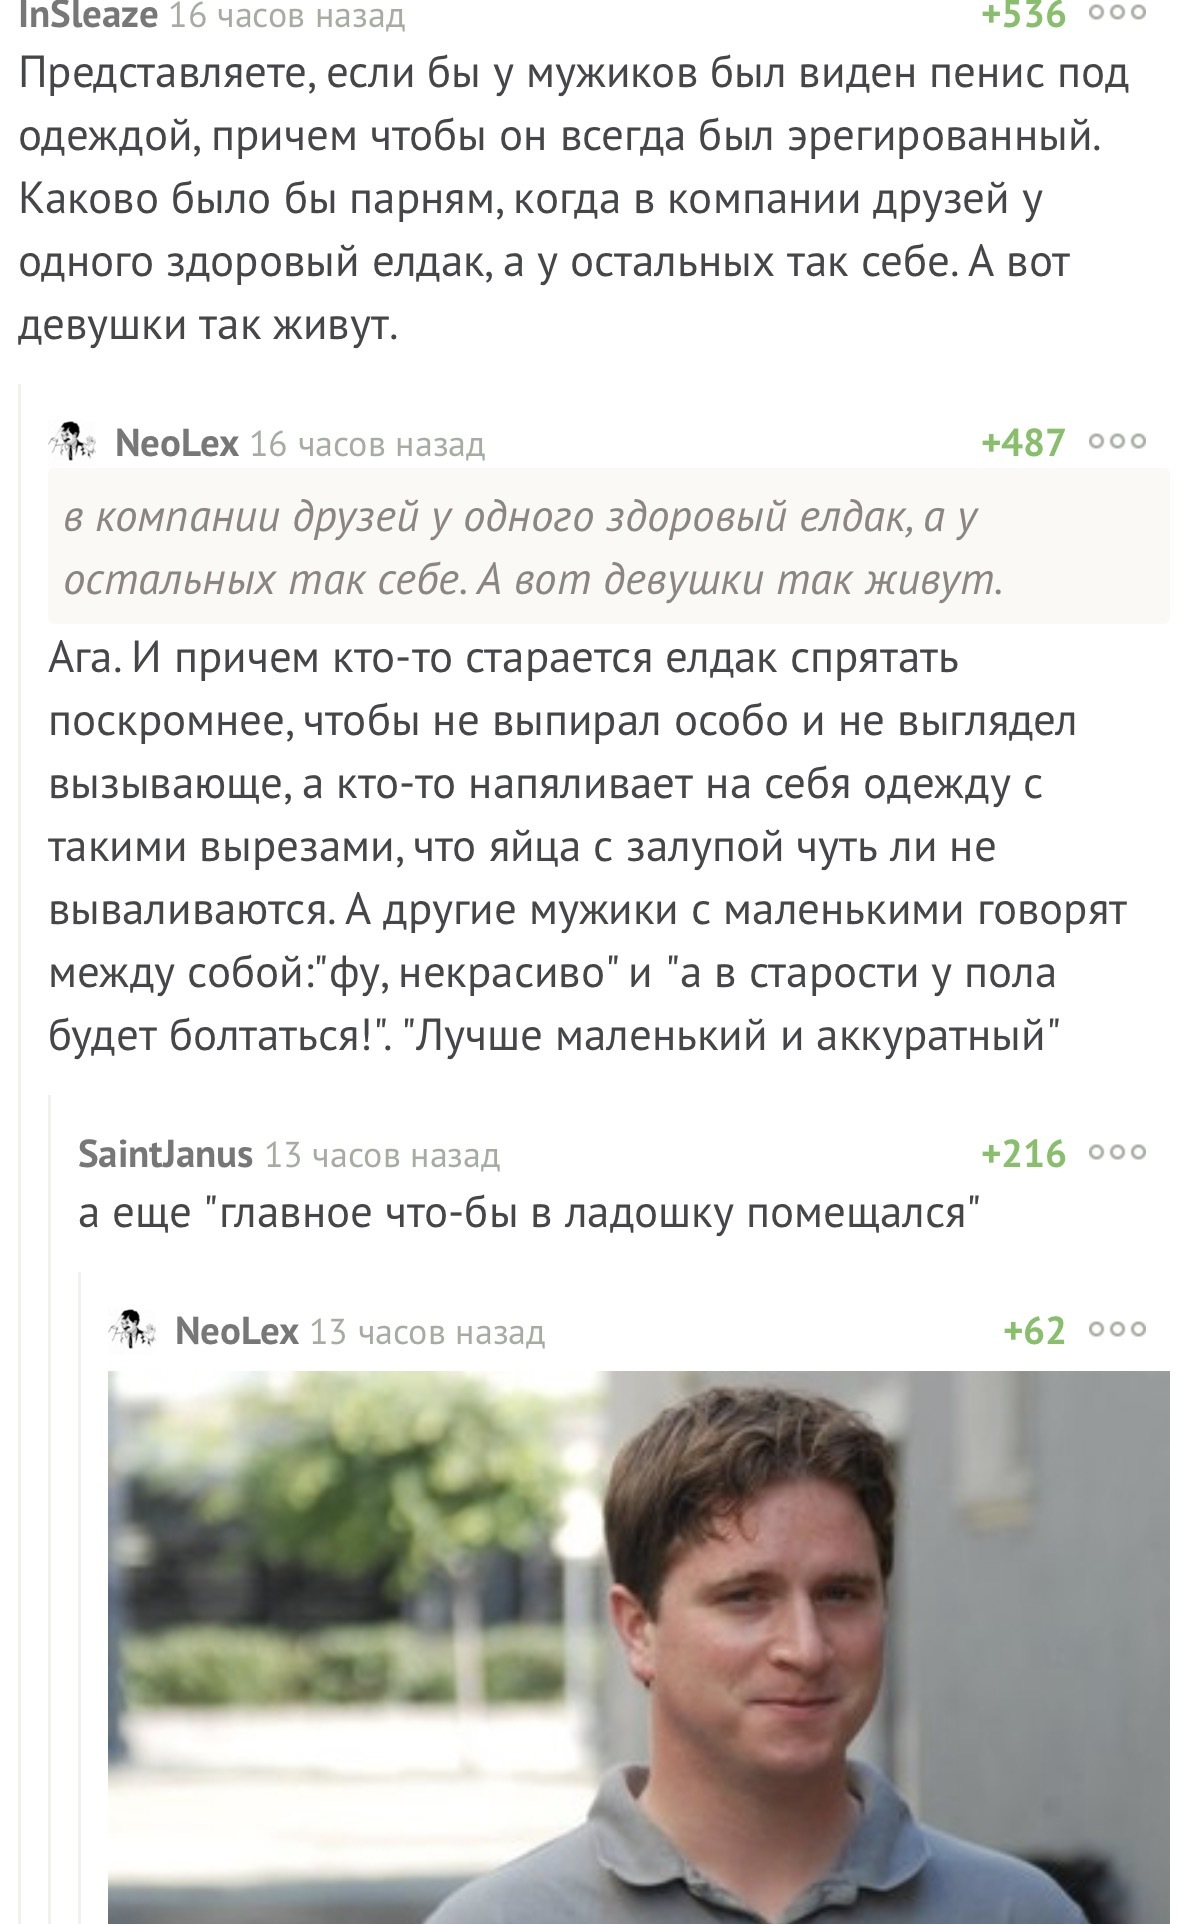 InSleaze 16 часов назад +536
Представляете, если бы у мужиков был виден пенис под
одеждой, причем чтобы он всегда был эрегированный.
Каково было бы парням, когда в компании друзей у
одного здоровый елдак, а у остальных так себе. А вот
девушки так живут.
NeoLex 16 часов назад +487
в компании друзей у одного здоровый елдак, а у
остальных так себе. А вот девушки так живут.
Ага. И причем кто-то старается елдак спрятать
поскромнее, чтобы не выпирал особо и не выглядел
вызывающе, а кто-то напяливает на себя одежду с
такими вырезами, что яйца с залупой чуть ли не
вываливаются. А другие мужики с маленькими говорят
между собой:"фу, некрасиво" и "а в старости у пола
будет болтаться!". "Лучше маленький и аккуратный"
SaintJanus 13 часов назад +216
а еще "главное что-бы в ладошку помещался"
NeoLex 13 часов назад +62